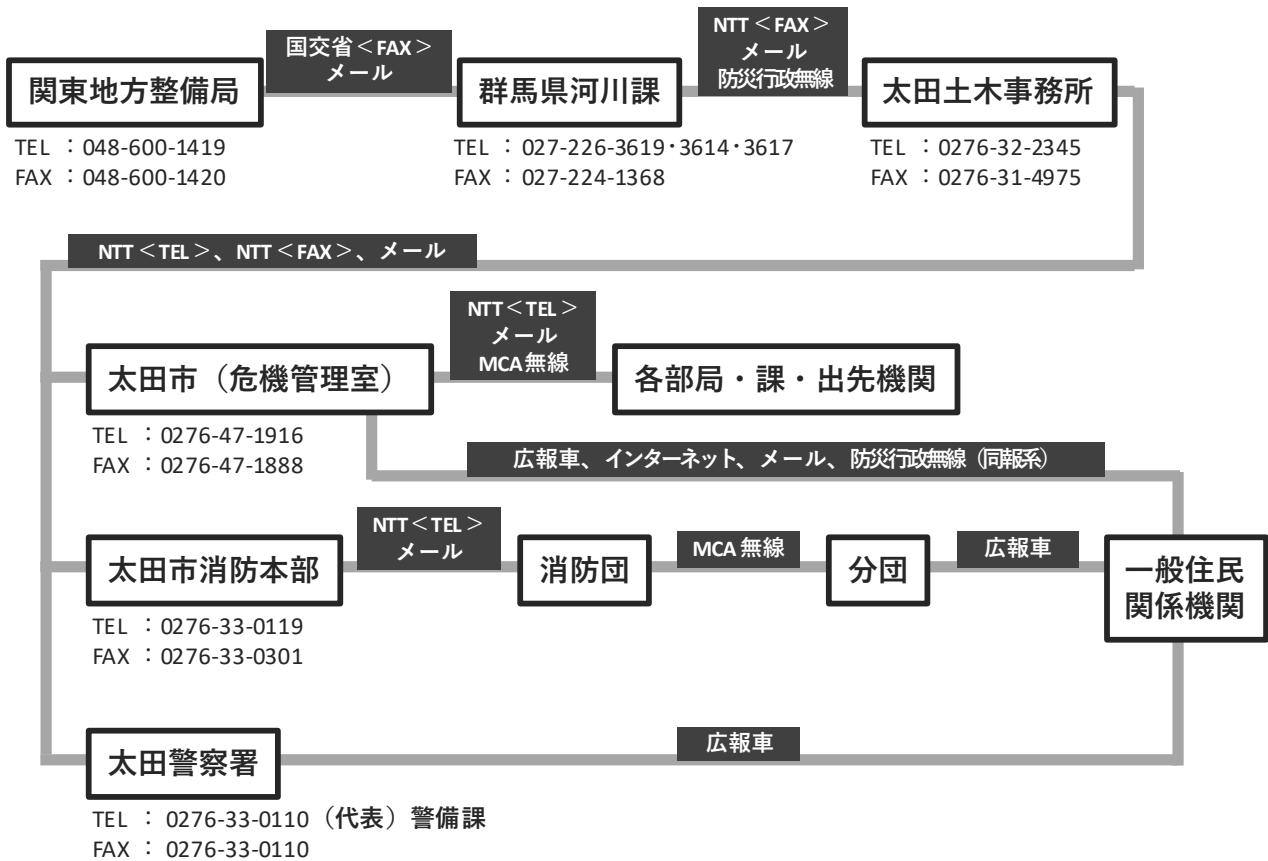 国交省＜FAX＞
メール
NTT＜FAX＞
メール
防災行政無線
関東地方整備局
群馬県河川課
太田土木事務所
TEL ：048-600-1419
FAX ：048-600-1420
TEL ：027-226-3619・3614・3617
FAX ：027-224-1368
TEL ：0276-32-2345
FAX ：0276-31-4975
NTT＜TEL＞、NTT＜FAX＞、メール
NTT＜TEL＞
メール
MCA無線
太田市（危機管理室）
各部局・課・出先機関
TEL ：0276-47-1916
FAX ：0276-47-1888
広報車、インターネット、メール、防災行政無線（同報系）
NTT＜TEL＞
メール
MCA無線
広報車
太田市消防本部
消防団
分団
一般住民
関係機関
TEL ：0276-33-0119
FAX ：0276-33-0301
広報車
太田警察署
TEL ： 0276-33-0110（代表）警備課
FAX ： 0276-33-0110